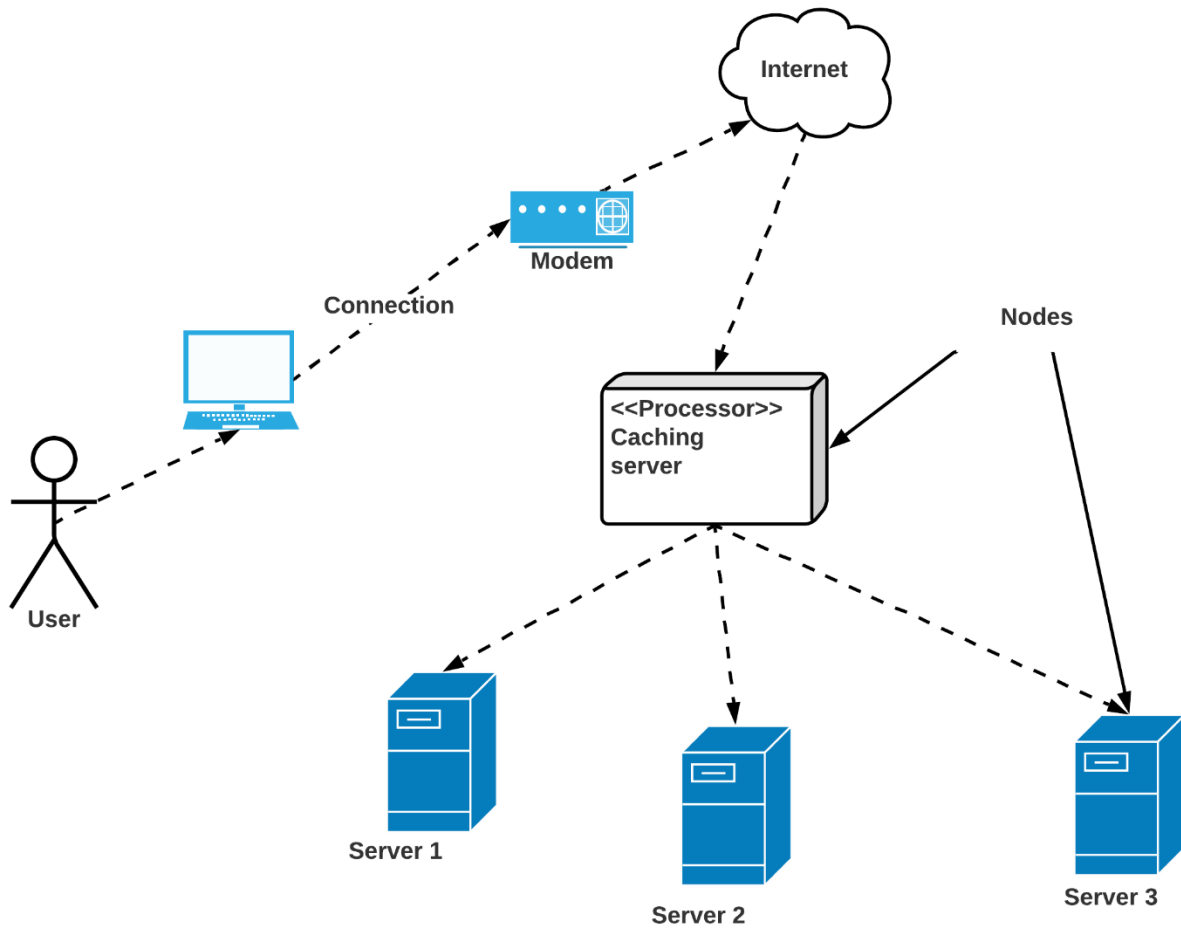 Internet
Modem
Connection
Nodes
<<Processor>>
Caching
server
User
Server 1
Server 2
Server 3